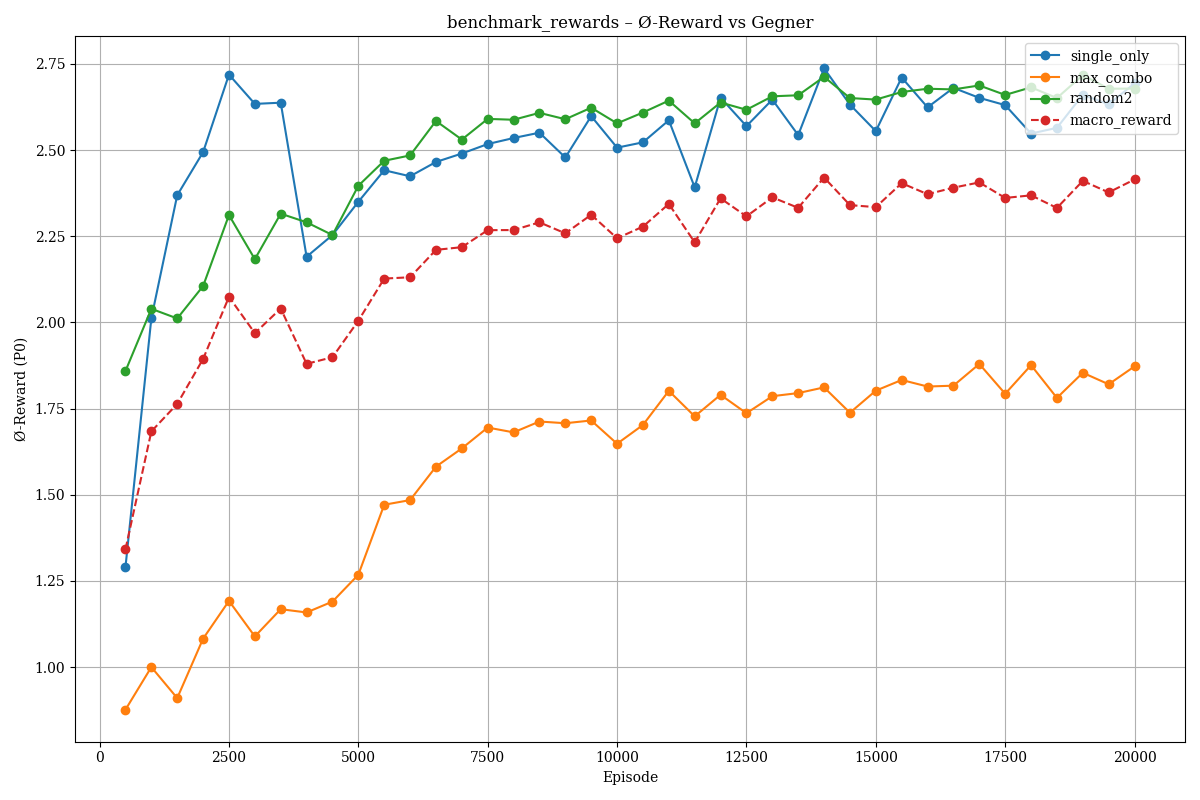 benchmark_rewards – Ø-Reward vs Gegner
2.75
2.50
2.25
2.00
1.75
1.50
1.25
1.00
Ø-Reward (P0)
single_only
max_combo
random2
macro_reward
0
2500
5000
7500
10000
12500
15000
17500
20000
Episode